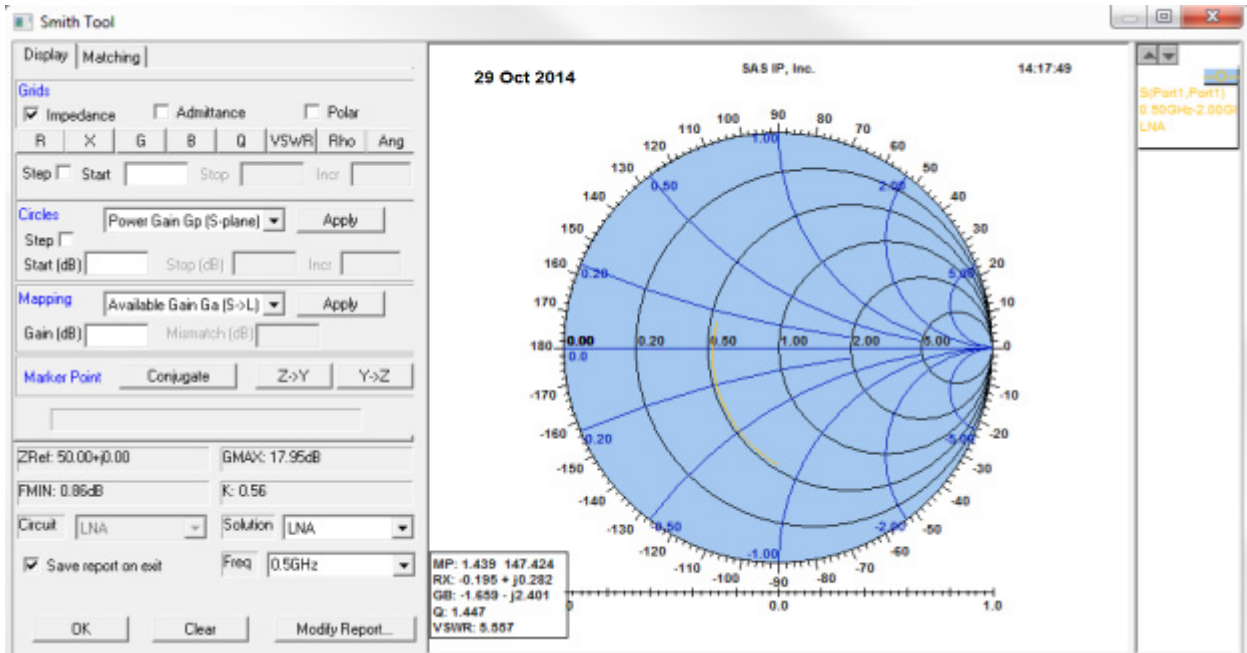 Smith Tool
Display Matching
Grids
Impedance Admittance Polar
R X G B Q VSWR Rho Ang
Step Start Stop Incr
Circles Power Gain Gp (S-plane) Apply
Step
Start (dB) Stop (dB) Incr
Mapping Available Gain Ga (S->L) Apply
Gain (dB) Mismatch (dB)
Marker Point Conjugate Z->Y Y->Z
ZRef: 50.00+j0.00 GMAX: 17.95dB
FMIN: 0.86dB K: 0.56
Circuit LNA Solution LNA
Save report on exit Freq 0.5GHz
OK Clear Modify Report...
29 Oct 2014 SAS IP, Inc. 14:17:49
110 100 90 80 70
120 1.00 60
130 0.50 2.00 50
140 40
150 30
160 0.20 5.00 20
170 10
180 0.00 0.20 0.50 1.00 2.00 5.00 0
0.0
-170 -10
-160 0.20 -5.00 -20
-150 -30
-140 -40
-130 -0.50 -2.00 -50
-120 -1.00 -60
-110 -100 -90 -80 -70
MP: 1.439 147.424
RX: -0.195 + j0.282
GB: -1.659 - j2.401
Q: 1.447
VSWR: 5.557
0 0.0 1.0
S(Port1,Port1)
0.50GHz-2.00G
LNA